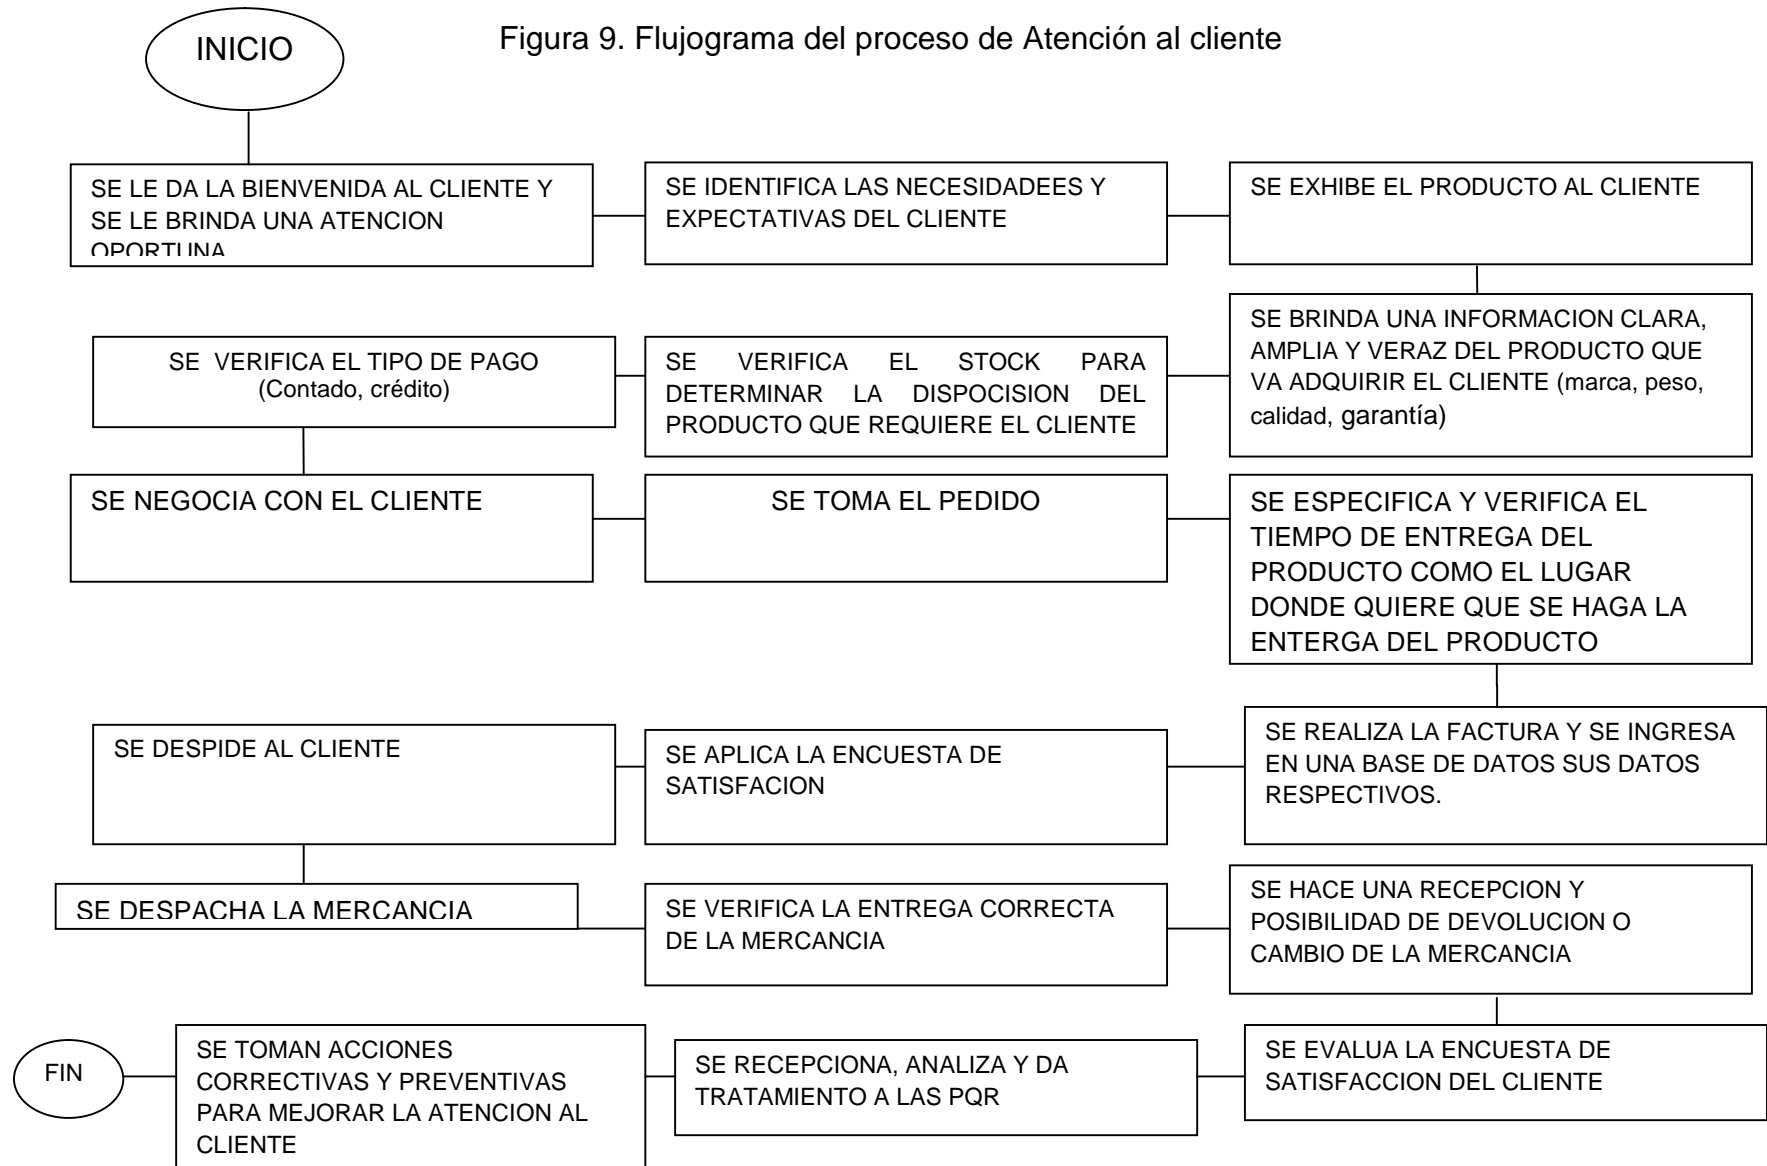 INICIO
Figura 9. Flujograma del proceso de Atención al cliente
SE LE DA LA BIENVENIDA AL CLIENTE Y
SE LE BRINDA UNA ATENCION
OPORTUNA
SE IDENTIFICA LAS NECESIDADEES Y
EXPECTATIVAS DEL CLIENTE
SE EXHIBE EL PRODUCTO AL CLIENTE
SE BRINDA UNA INFORMACION CLARA,
AMPLIA Y VERAZ DEL PRODUCTO QUE
VA ADQUIRIR EL CLIENTE (marca, peso,
calidad, garantía)
SE VERIFICA EL STOCK PARA
DETERMINAR LA DISPOCISION DEL
PRODUCTO QUE REQUIERE EL CLIENTE
SE VERIFICA EL TIPO DE PAGO
(Contado, crédito)
SE NEGOCIA CON EL CLIENTE
SE TOMA EL PEDIDO
SE ESPECIFICA Y VERIFICA EL
TIEMPO DE ENTREGA DEL
PRODUCTO COMO EL LUGAR
DONDE QUIERE QUE SE HAGA LA
ENTERGA DEL PRODUCTO
SE REALIZA LA FACTURA Y SE INGRESA
EN UNA BASE DE DATOS SUS DATOS
RESPECTIVOS.
SE APLICA LA ENCUESTA DE
SATISFACION
SE DESPIDE AL CLIENTE
SE DESPACHA LA MERCANCIA
SE VERIFICA LA ENTREGA CORRECTA
DE LA MERCANCIA
SE HACE UNA RECEPCION Y
POSIBILIDAD DE DEVOLUCION O
CAMBIO DE LA MERCANCIA
SE EVALUA LA ENCUESTA DE
SATISFACCION DEL CLIENTE
SE RECEPCIONA, ANALIZA Y DA
TRATAMIENTO A LAS PQR
SE TOMAN ACCIONES
CORRECTIVAS Y PREVENTIVAS
PARA MEJORAR LA ATENCION AL
CLIENTE
FIN